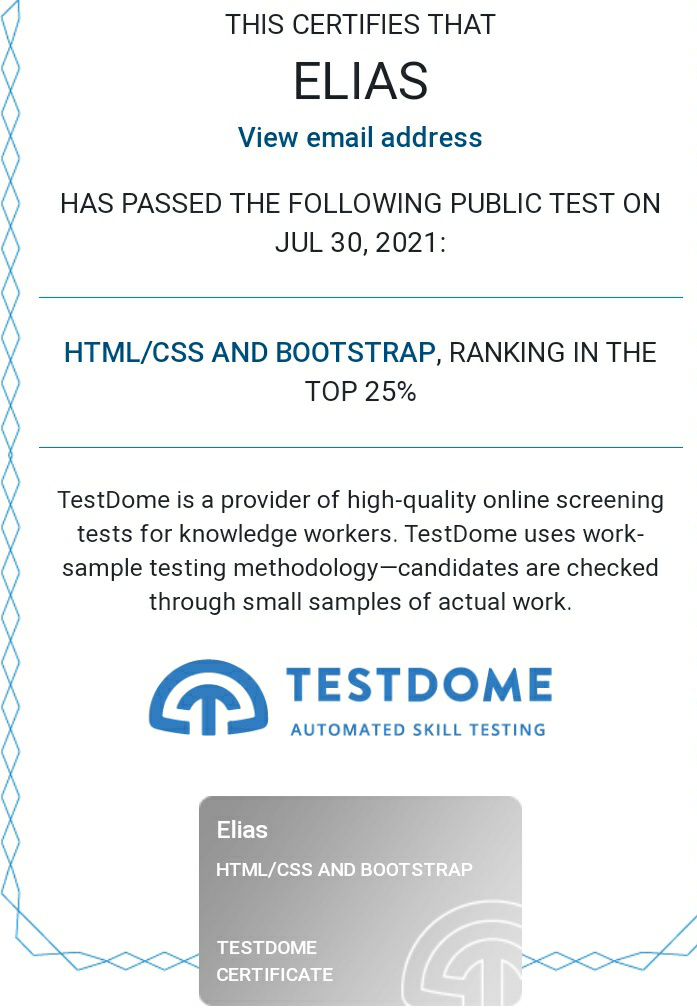 THIS CERTIFIES THAT
ELIAS
View email address
HAS PASSED THE FOLLOWING PUBLIC TEST ON
JUL 30, 2021:
HTML/CSS AND BOOTSTRAP, RANKING IN THE
TOP 25%
TestDome is a provider of high-quality online screening
tests for knowledge workers. TestDome uses work-
sample testing methodology—candidates are checked
through small samples of actual work.
TESTDOME
AUTOMATED SKILL TESTING
Elias
HTML/CSS AND BOOTSTRAP
TESTDOME
CERTIFICATE